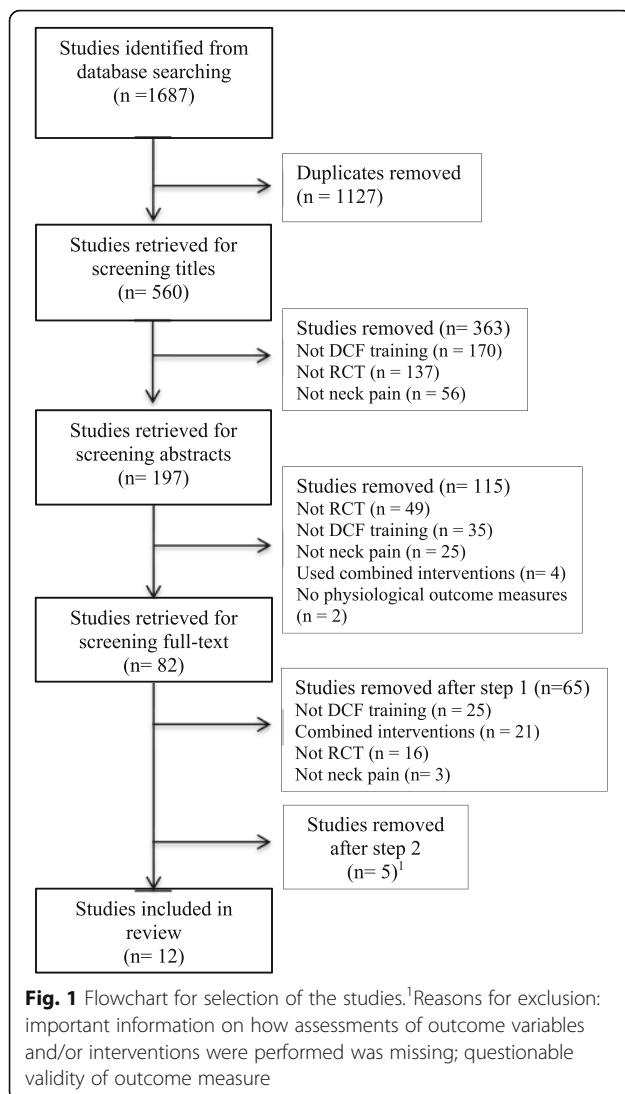 Studies identified from
database searching
(n =1687)
Duplicates removed
(n = 1127)
Studies retrieved for
screening titles
(n= 560)
Studies removed (n= 363)
Not DCF training (n = 170)
Not RCT (n = 137)
Not neck pain (n = 56)
Studies retrieved for
screening abstracts
(n= 197)
Studies removed (n= 115)
Not RCT (n = 49)
Not DCF training (n = 35)
Not neck pain (n = 25)
Used combined interventions (n= 4)
No physiological outcome measures
(n = 2)
Studies retrieved for
screening full-text
(n= 82)
Studies removed after step 1 (n=65)
Not DCF training (n = 25)
Combined interventions (n = 21)
Not RCT (n = 16)
Not neck pain (n= 3)
Studies removed
after step 2
(n= 5)¹
Studies included in
review
(n= 12)
Fig. 1 Flowchart for selection of the studies.¹Reasons for exclusion:
important information on how assessments of outcome variables
and/or interventions were performed was missing; questionable
validity of outcome measure